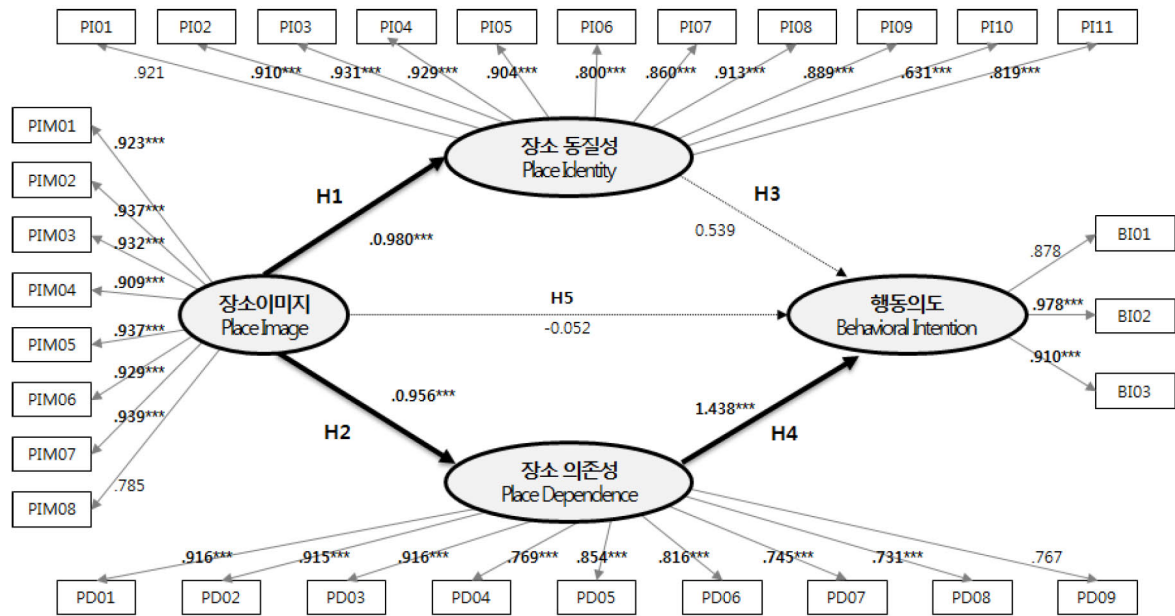 PI01 PI02 PI03 PI04 PI05 PI06 PI07 PI08 PI09 PI10 PI11
.921 .910*** .931*** .929*** .904*** .800*** .860*** .913*** .889*** .631*** .819***
PIM01
.923***
PIM02
.937***
PIM03
.932***
PIM04
.909***
PIM05
.937***
PIM06
.929***
PIM07
.939***
PIM08
.785
장소 동질성
Place Identity
H1
.0.980***
H3
0.539
장소이미지
Place Image
H5
-0.052
행동의도
Behavioral Intention
.878
BI01
.978***
BI02
.910***
BI03
.0.956***
H2
1.438***
H4
장소 의존성
Place Dependence
.916*** .915*** .916*** .769*** .854*** .816*** .745*** .731*** .767
PD01 PD02 PD03 PD04 PD05 PD06 PD07 PD08 PD09